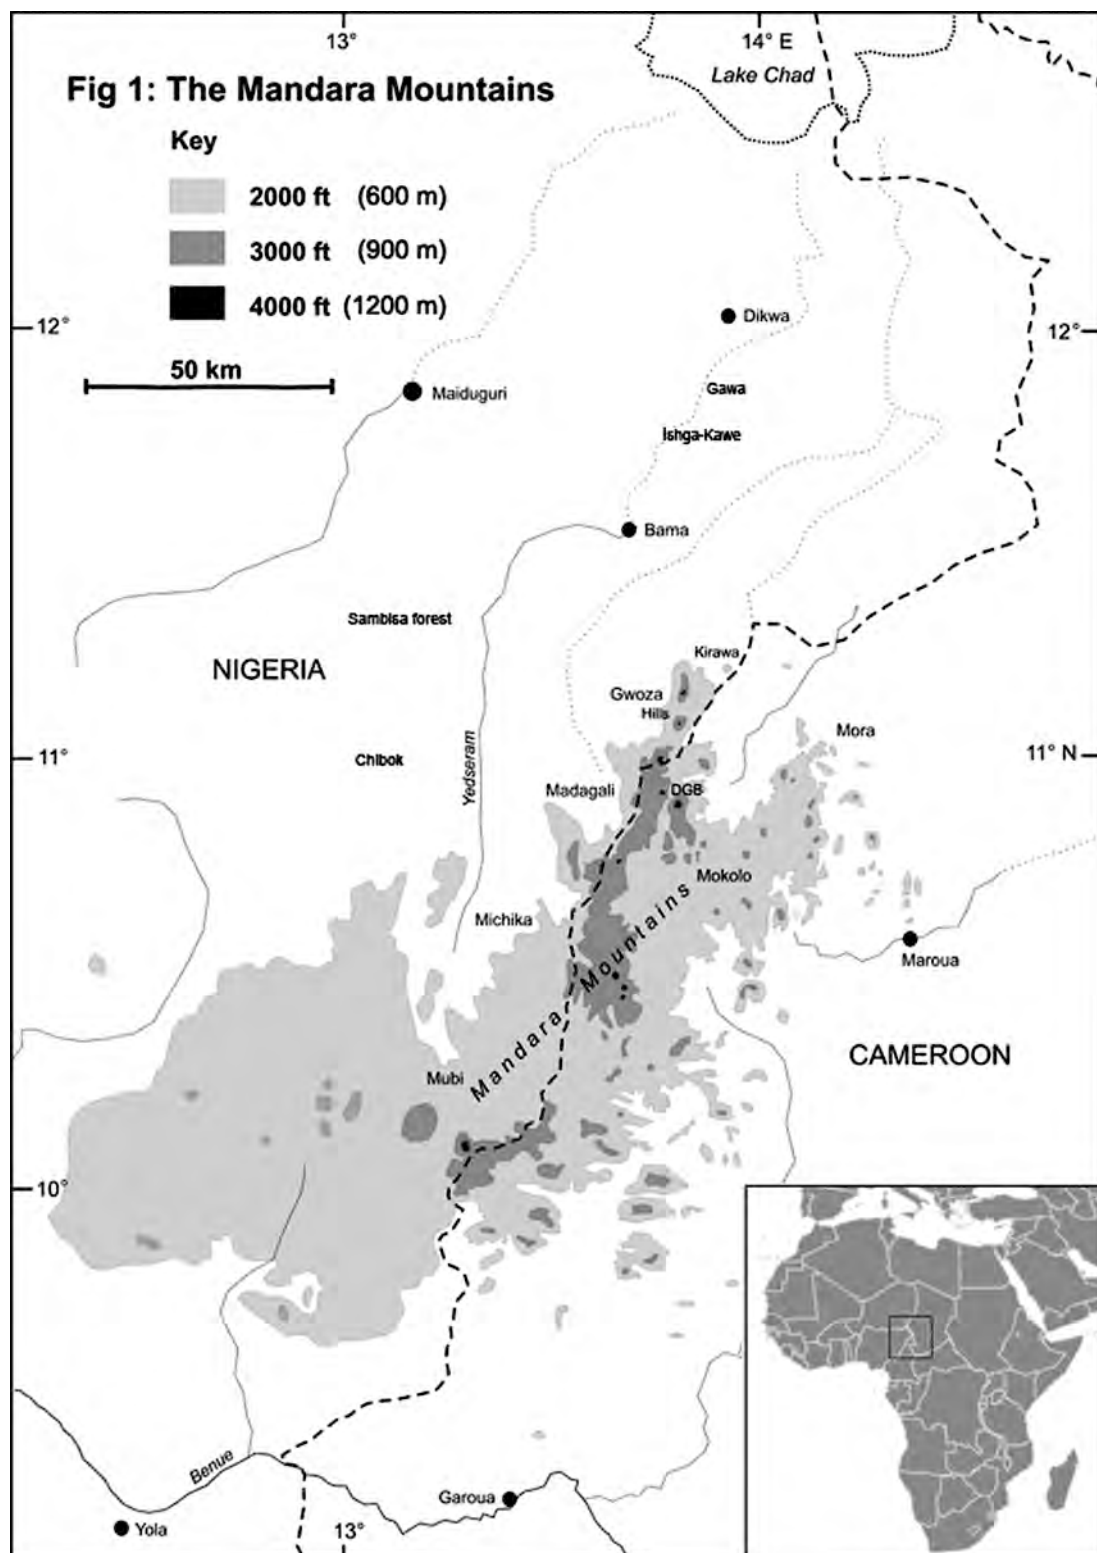 13°
14° E
Lake Chad
Fig 1: The Mandara Mountains
Key
2000 ft (600 m)
3000 ft (900 m)
4000 ft (1200 m)
50 km
12°
12°
Dikwa
Maiduguri
Gawa
Ishga-Kawe
Bama
Sambisa forest
NIGERIA
Kirawa
Gwoza
Hills
Mora
11°
11° N
Chibok
Yedseram
Madagali
DGB
Mokolo
Michika
Maroua
Mandara Mountains
CAMEROON
Mubi
10°
Benue
Garoua
Yola
13°